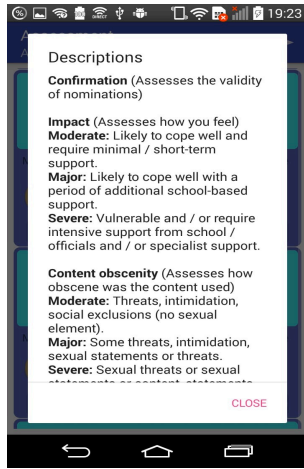 19:23
Descriptions
Confirmation (Assesses the validity
of nominations)
Impact (Assesses how you feel)
Moderate: Likely to cope well and
require minimal / short-term
support.
Major: Likely to cope well with a
period of additional school-based
support.
Severe: Vulnerable and / or require
intensive support from school /
officials and / or specialist support.
Content obscenity (Assesses how
obscene was the content used)
Moderate: Threats, intimidation,
social exclusions (no sexual
element).
Major: Some threats, intimidation,
sexual statements or threats.
Severe: Sexual threats or sexual
statements or content, statements
CLOSE